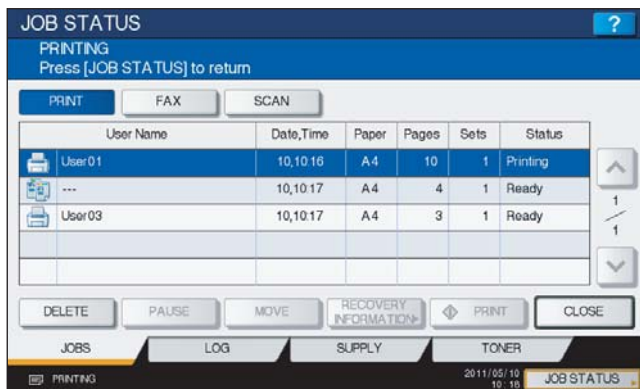 JOB STATUS ?
PRINTING
Press [JOB STATUS] to return
PRINT FAX SCAN
User Name Date,Time Paper Pages Sets Status
User01 10,10:16 A4 10 1 Printing
--- 10,10:17 A4 4 1 Ready
User03 10,10:17 A4 3 1 Ready
1
1
DELETE PAUSE MOVE RECOVERY INFORMATION PRINT CLOSE
JOBS LOG SUPPLY TONER
PRINTING 2011/05/10
10:16 JOB STATUS